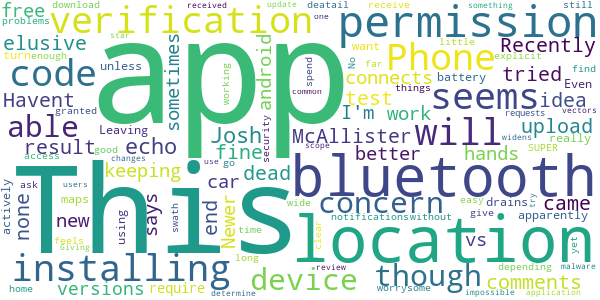 free problems download update received something still
elusive verification star deatail receive permission
turn enough unless sometimes app android working one want little explicit Recently
code Phone far connects battery No tried Even
Havent granted Leaving test things seems idea find
able security spend common I'm work will upload requests vectors
result echo Josh McAllister better hands widens SUPER really
access good fine scope
none actively says keeping car dead This bluetooth
new ask users maps using end Newer changes use go time concern came
vs apparently yet
swath wide notifications without easy give try
home feels Giving long clear location though
installing review drains comments
versions require determine device worrisome depending impossible malware application